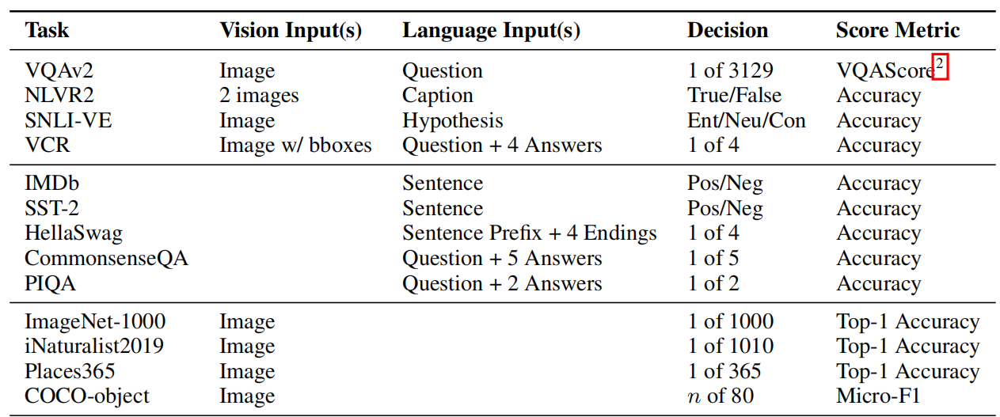 Task Vision Input(s) Language Input(s) Decision Score Metric
VQAv2 Image Question 1 of 3129 VQAScore²
NLVR2 2 images Caption True/False Accuracy
SNLI-VE Image Hypothesis Ent/Neu/Con Accuracy
VCR Image w/ bboxes Question + 4 Answers 1 of 4 Accuracy
IMDb Sentence Pos/Neg Accuracy
SST-2 Sentence Pos/Neg Accuracy
HellaSwag Sentence Prefix + 4 Endings 1 of 4 Accuracy
CommonsenseQA Question + 5 Answers 1 of 5 Accuracy
PIQA Question + 2 Answers 1 of 2 Accuracy
ImageNet-1000 Image 1 of 1000 Top-1 Accuracy
iNaturalist2019 Image 1 of 1010 Top-1 Accuracy
Places365 Image 1 of 365 Top-1 Accuracy
COCO-object Image n of 80 Micro-F1